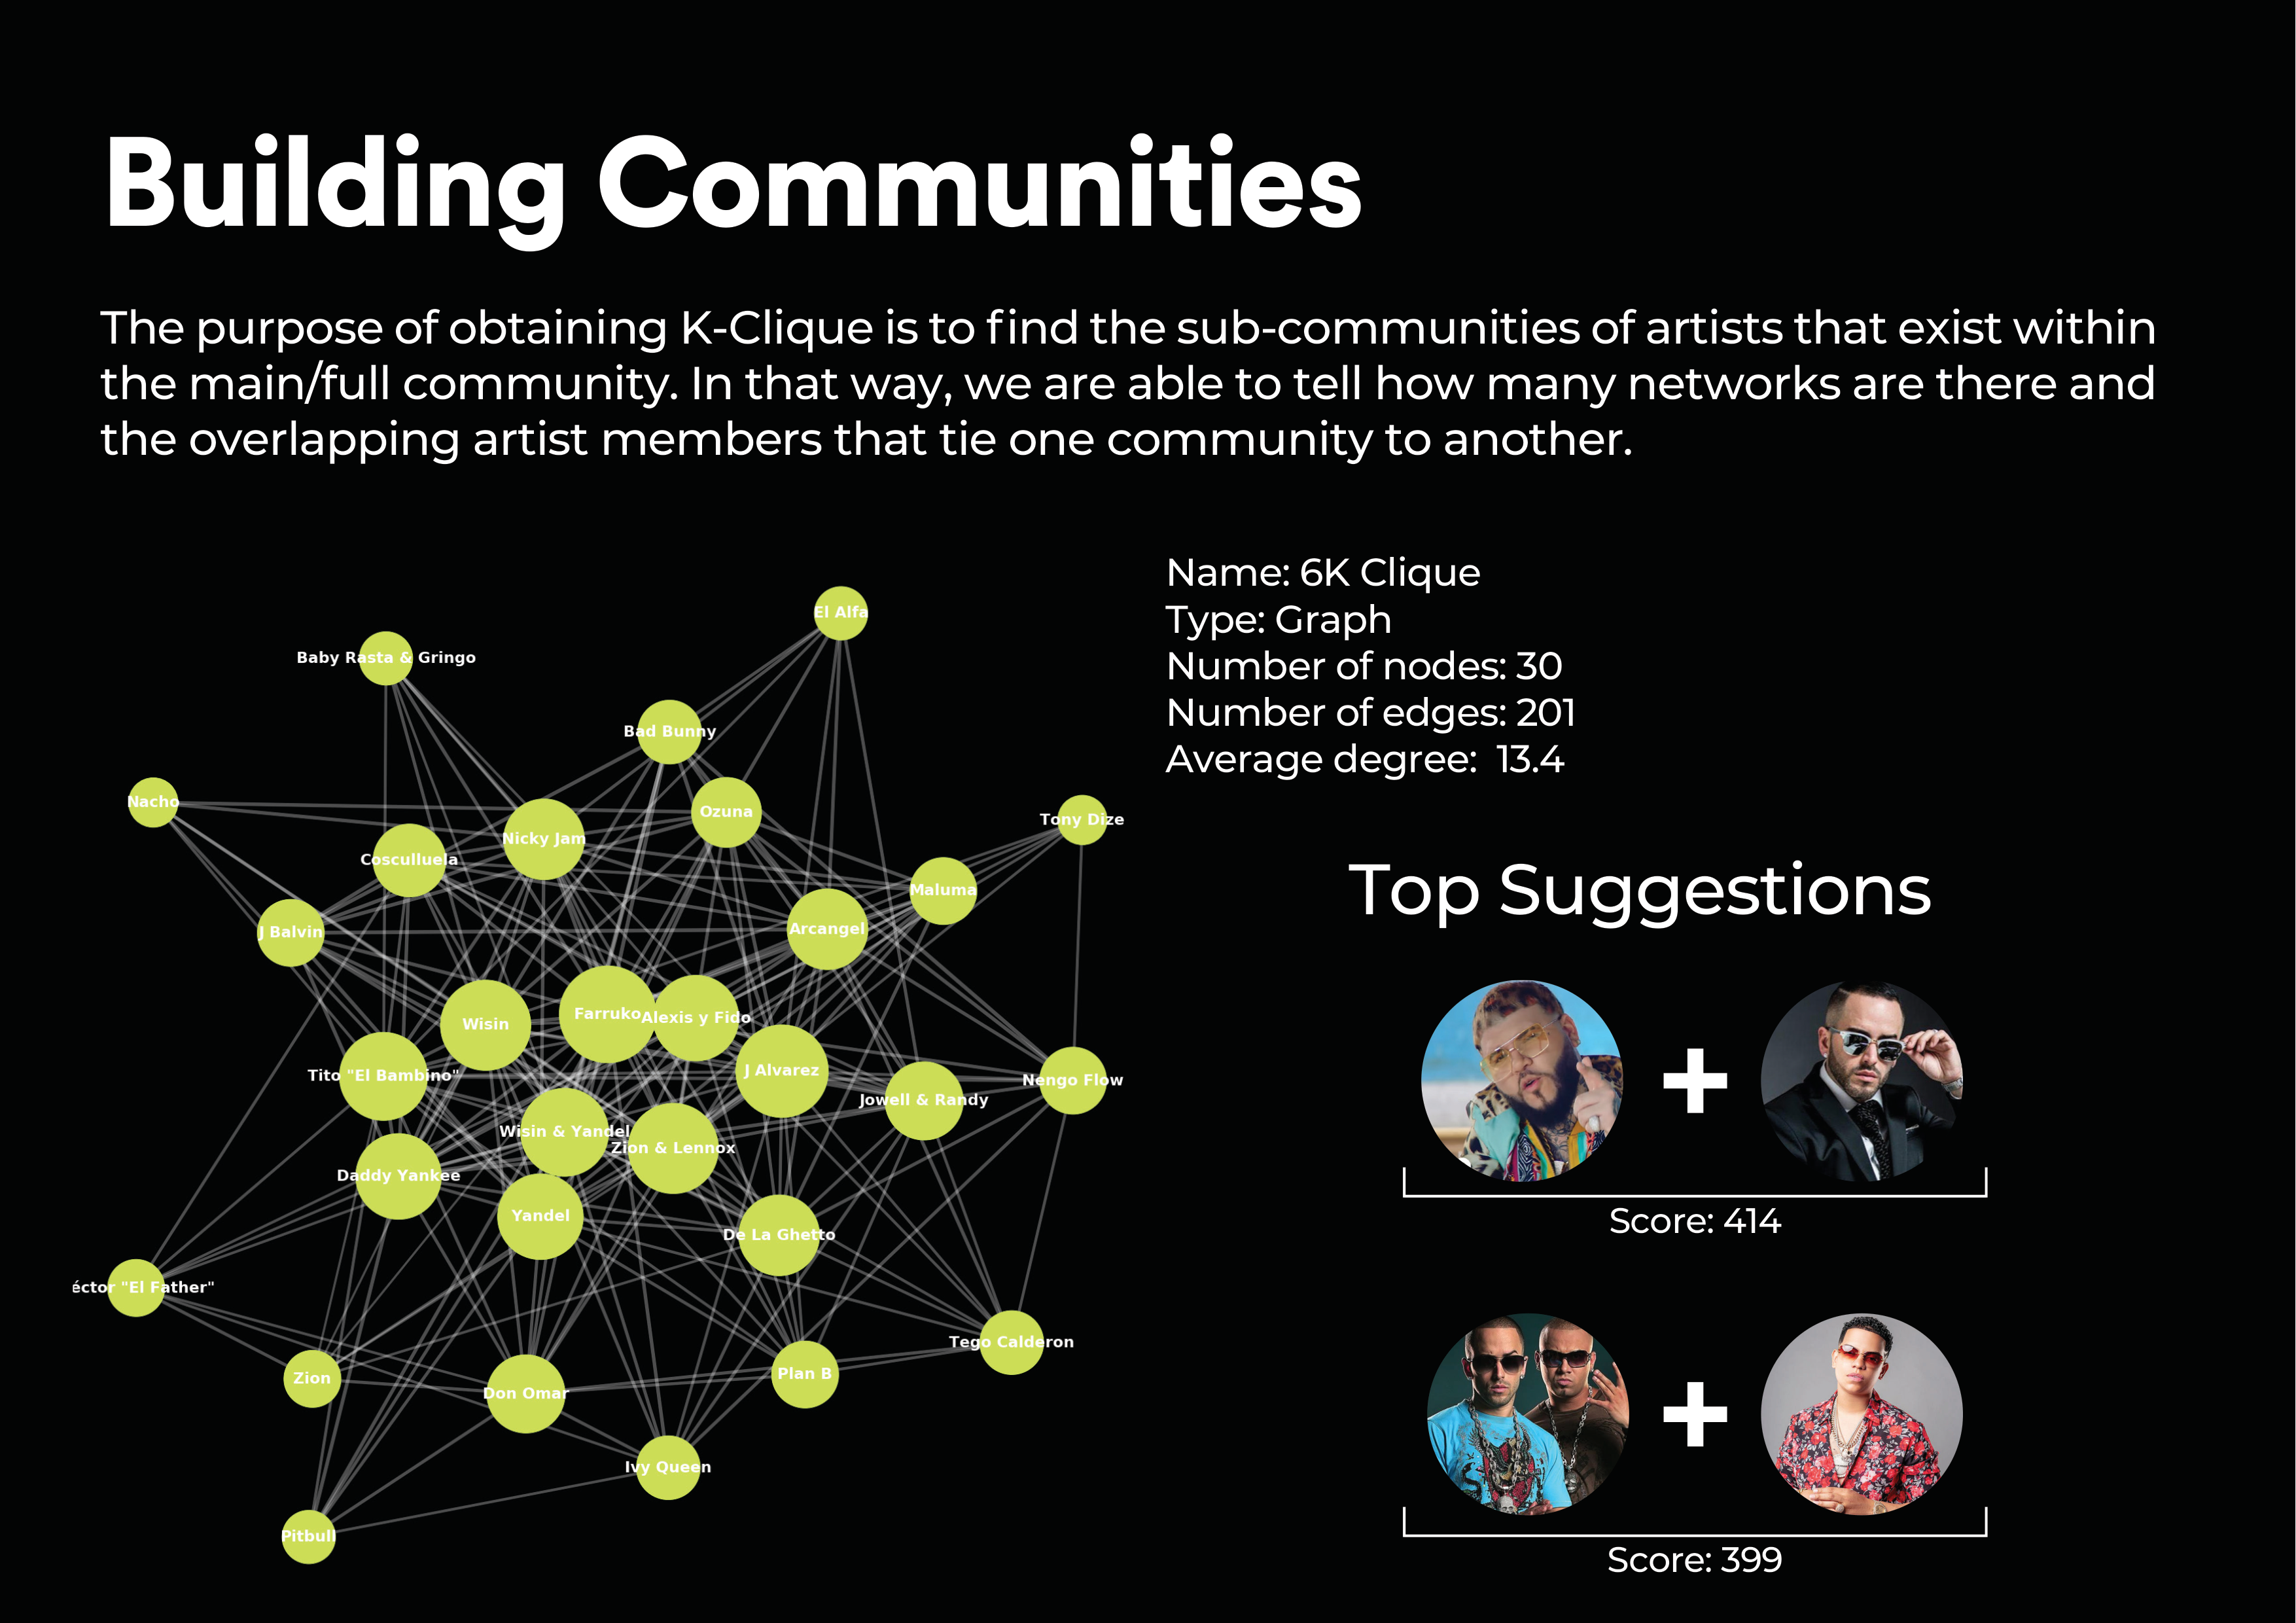 Building Communities
The purpose of obtaining K-Clique is to find the sub-communities of artists that exist within
the main/full community. In that way, we are able to tell how many networks are there and
the overlapping artist members that tie one community to another.
Name: 6K Clique
Type: Graph
Number of nodes: 30
Number of edges: 201
Average degree: 13.4
El Alfa
Baby Rasta & Gringo
Bad Bunny
Nacho
Ozuna
Tony Dize
Nicky Jam
Cosculluela
Maluma
J Balvin
Arcangel
Wisin
Farruko
Alexis y Fido
Tito "El Bambino"
J Alvarez
Nengo Flow
Jowell & Randy
Wisin & Yandel
Zion & Lennox
Daddy Yankee
Yandel
De La Ghetto
éctor "El Father"
Tego Calderon
Zion
Plan B
Don Omar
Ivy Queen
Pitbull
Top Suggestions
+
Score: 414
+
Score: 399